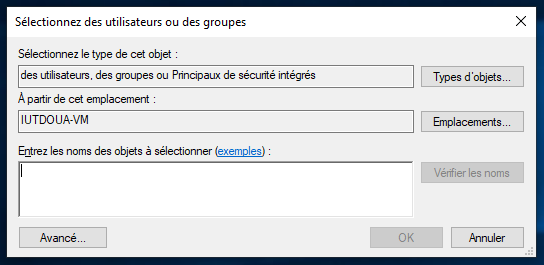 Sélectionnez des utilisateurs ou des groupes
Sélectionnez le type de cet objet :
des utilisateurs, des groupes ou Principaux de sécurité intégrés
Types d'objets...
À partir de cet emplacement :
IUTDOUA-VM
Emplacements...
Entrez les noms des objets à sélectionner (exemples) :
Vérifier les noms
Avancé...
OK
Annuler